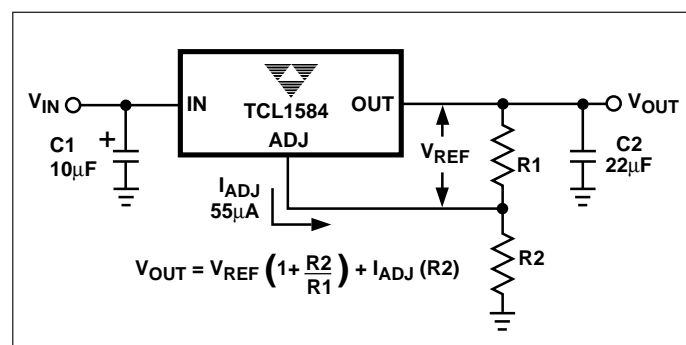 V_IN
IN
TCL1584
OUT
ADJ
V_OUT
C1
+
10µF
V_REF
R1
C2
22µF
I_ADJ
55µA
R2
V_OUT = V_REF (1+ R2/R1) + I_ADJ (R2)